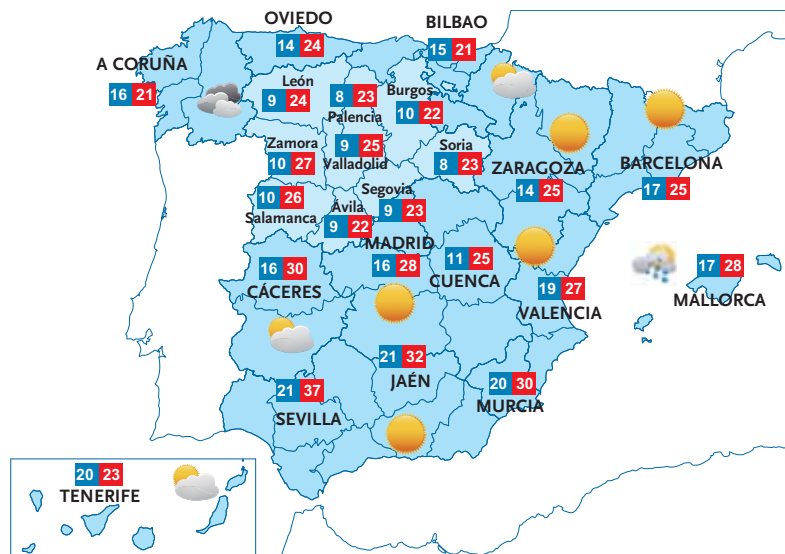 OVIEDO
14 24
BILBAO
15 21
A CORUÑA
16 21
León
9 24
8 23
Palencia
Burgos
10 22
Zamora
10 27
9 25
Valladolid
Soria
8 23
ZARAGOZA
14 25
BARCELONA
17 25
10 26
Salamanca
Ávila
9 22
Segovia
9 23
MADRID
16 28
11 25
CUENCA
16 30
CÁCERES
19 27
VALENCIA
17 28
MALLORCA
21 32
JAÉN
21 37
SEVILLA
20 30
MURCIA
20 23
TENERIFE